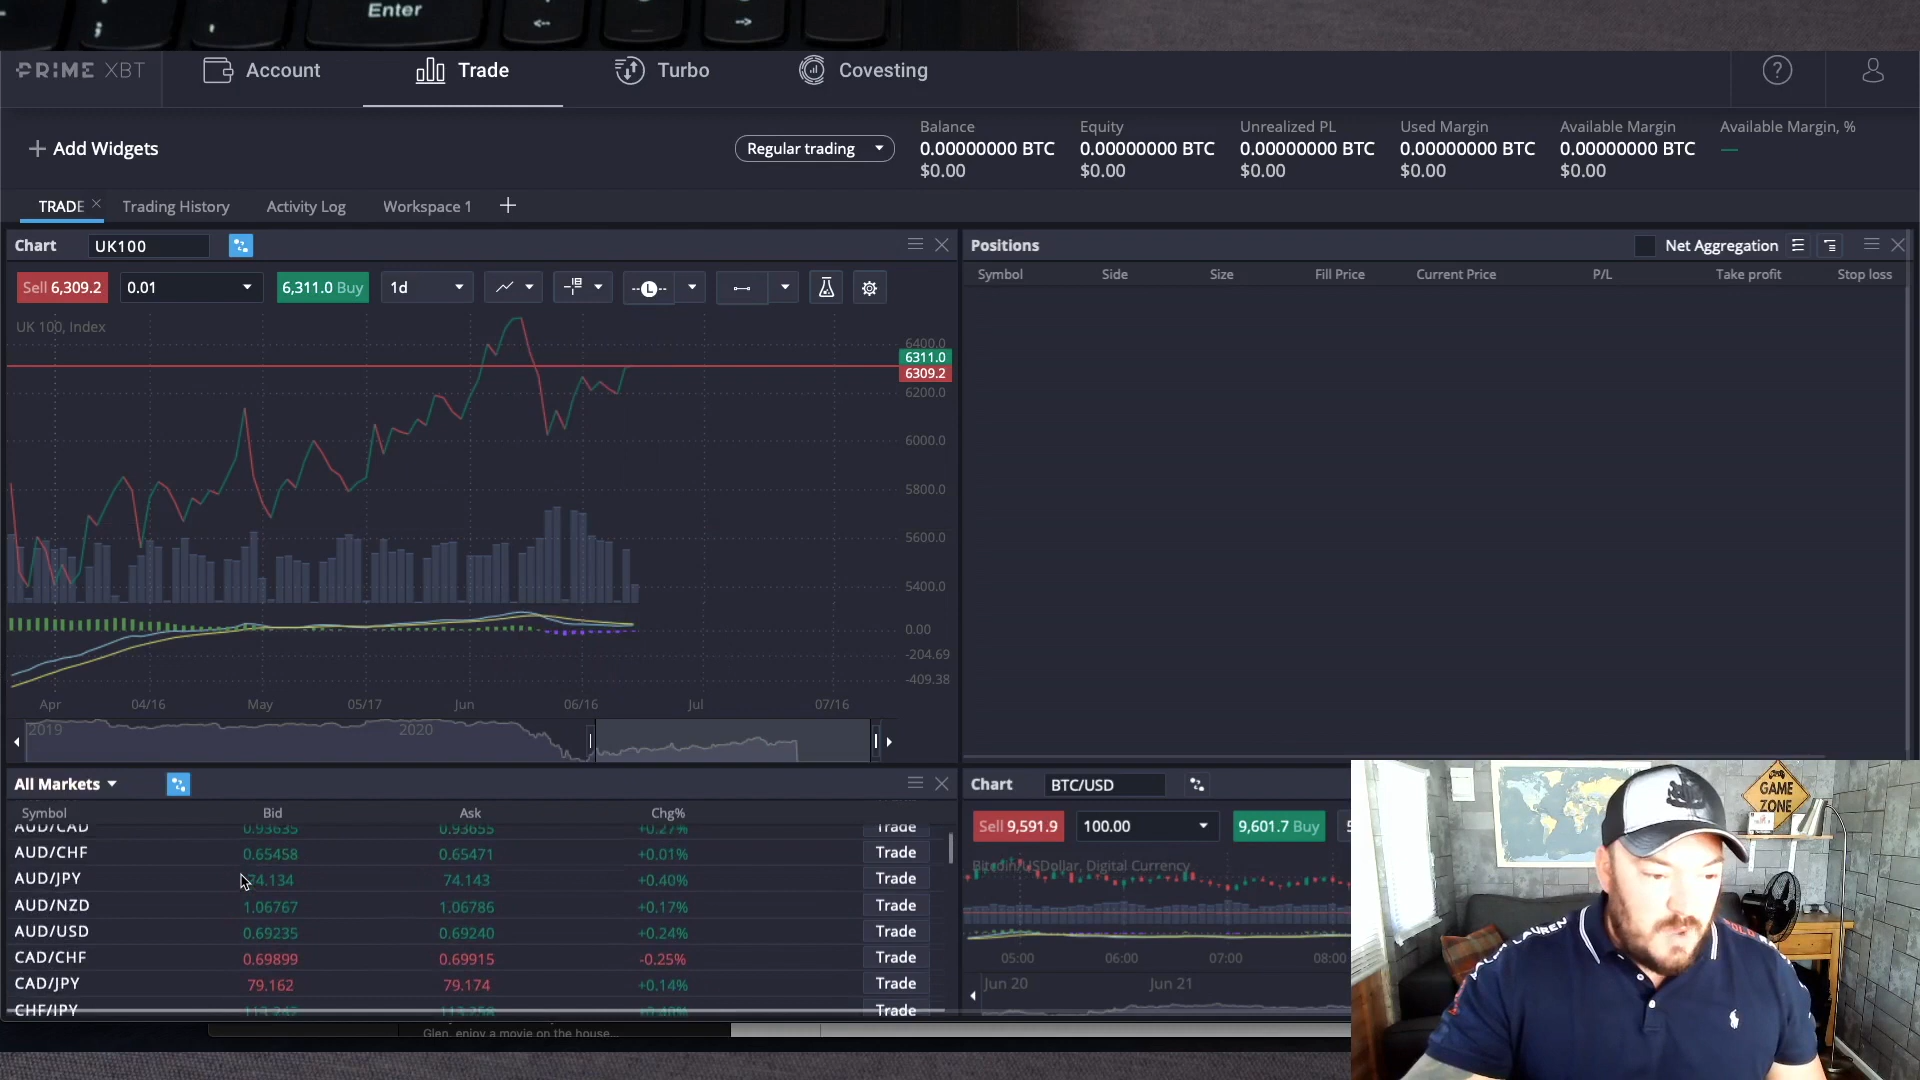 Enter
PRIME XBT
Account
Trade
Turbo
Covesting
Add Widgets
Regular trading
Balance
0.00000000 BTC
$0.00
Equity
0.00000000 BTC
$0.00
Unrealized PL
0.00000000 BTC
$0.00
Used Margin
0.00000000 BTC
$0.00
Available Margin
0.00000000 BTC
$0.00
Available Margin, %
TRADE
Trading History
Activity Log
Workspace 1
Chart UK100
Sell 6,309.2 0.01 6,311.0 Buy 1d
UK 100, Index
6400.0
6311.0
6309.2
6200.0
6000.0
5800.0
5600.0
5400.0
0.00
-204.69
-409.38
Apr 04/16 May 05/17 Jun 06/16 Jul 07/16
2019 2020
Positions Net Aggregation
Symbol Side Size Fill Price Current Price P/L Take profit Stop loss
All Markets
Symbol Bid Ask Chg%
AUD/CAD 0.93635 0.93655 +0.27% Trade
AUD/CHF 0.65458 0.65471 +0.01% Trade
AUD/JPY 74.134 74.143 +0.40% Trade
AUD/NZD 1.06767 1.06786 +0.17% Trade
AUD/USD 0.69235 0.69240 +0.24% Trade
CAD/CHF 0.69899 0.69915 -0.25% Trade
CAD/JPY 79.162 79.174 +0.14% Trade
CHF/JPY Trade
Chart BTC/USD
Sell 9,591.9 100.00 9,601.7 Buy
Bitcoin/USDollar, Digital Currency
05:00 06:00 07:00 08:00
Jun 20 Jun 21
Glen, enjoy a movie on the house...
GAME
ZONE